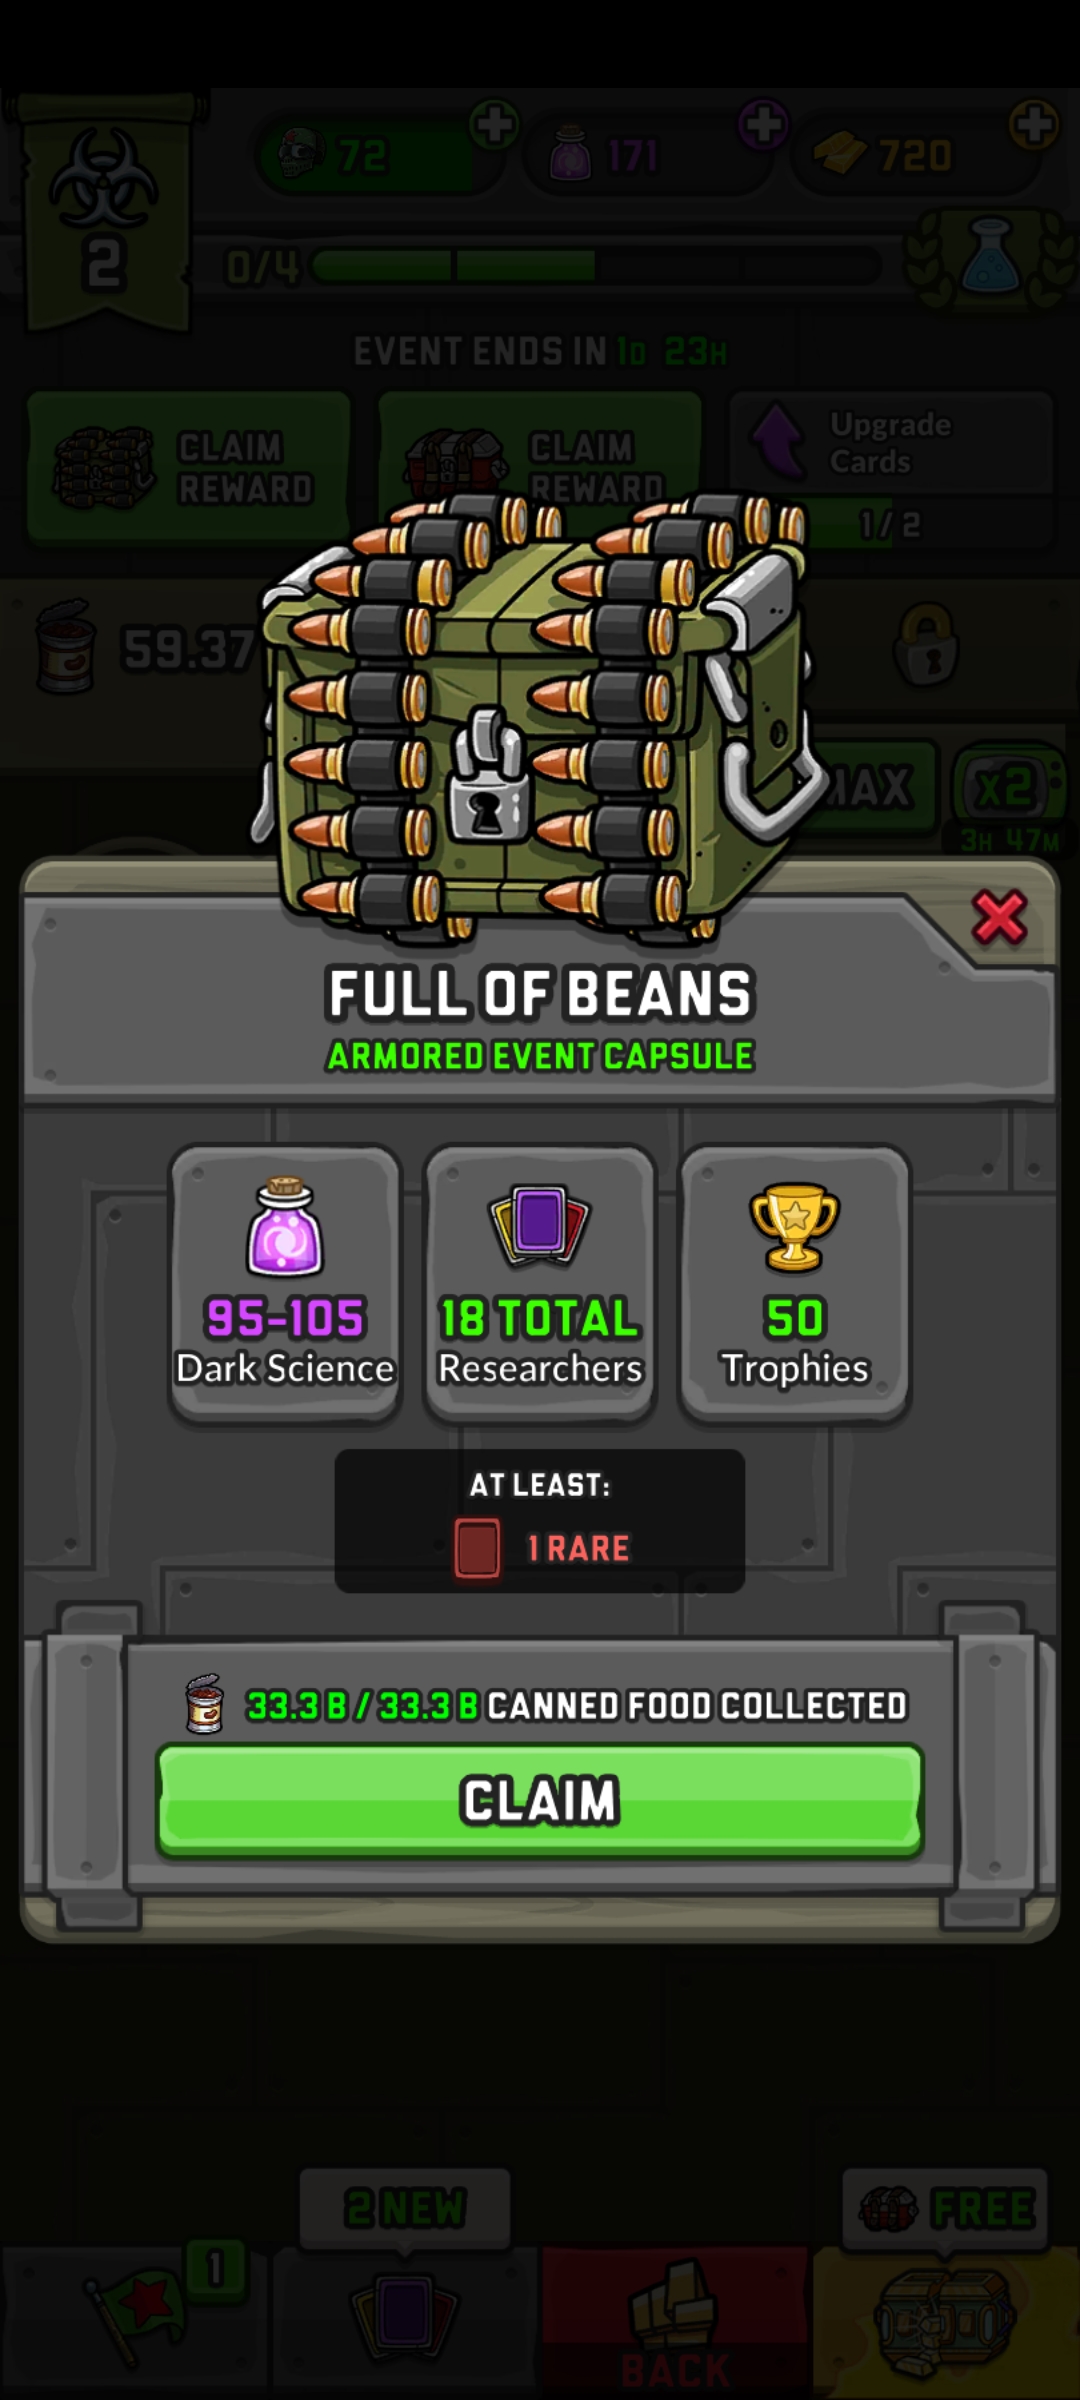 72
171
720
2
0/4
EVENT ENDS IN 1D 23H
CLAIM
REWARD
CLAIM
REWARD
Upgrade
Cards
1/2
59.37
MAX
x2
3H 47M
FULL OF BEANS
ARMORED EVENT CAPSULE
95-105
Dark Science
18 TOTAL
Researchers
50
Trophies
AT LEAST:
1 RARE
33.3 B / 33.3 B CANNED FOOD COLLECTED
CLAIM
2 NEW
FREE
1
BACK